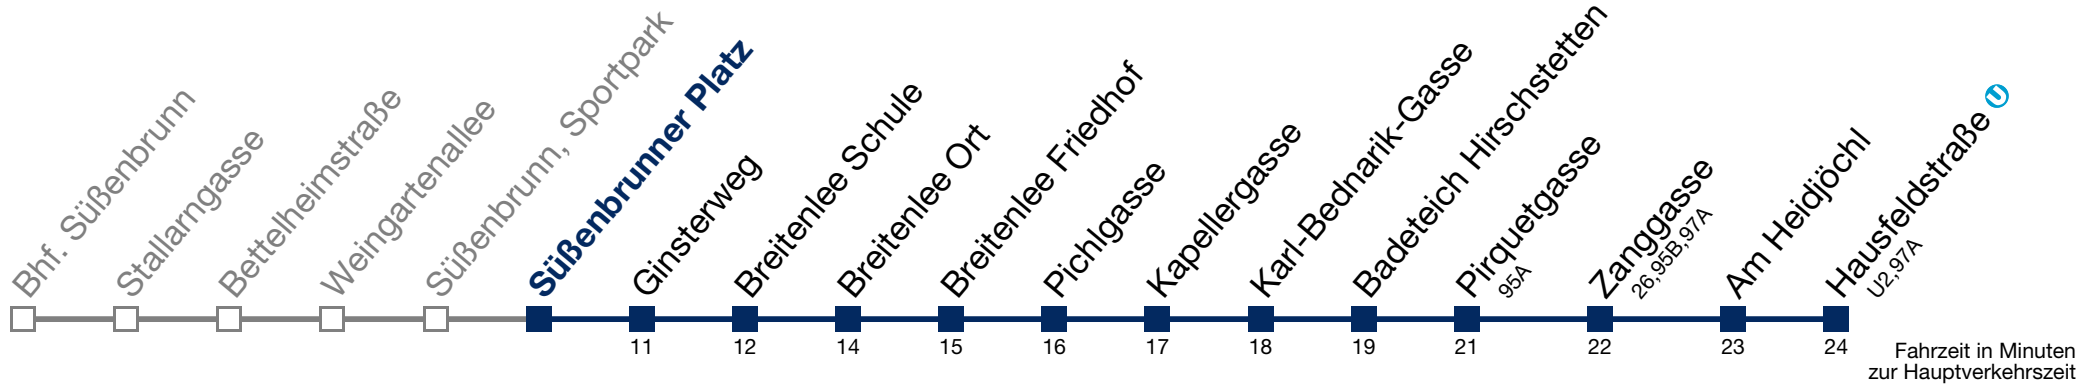 Bhf. Süßenbrunn
Stallarngasse
Bettelheimstraße
Weingartenallee
Süßenbrunn, Sportpark
Süßenbrunner Platz
Ginsterweg
Breitenlee Schule
Breitenlee Ort
Breitenlee Friedhof
Pichlgasse
Kapellergasse
Karl-Bednarik-Gasse
Badeteich Hirschstetten
Pirquetgasse
95A
Zanggasse
26,95B,97A
Am Heidjöchl
Hausfeldstraße U
U2,97A
11 12 14 15 16 17 18 19 21 22 23 24
Fahrzeit in Minuten
zur Hauptverkehrszeit